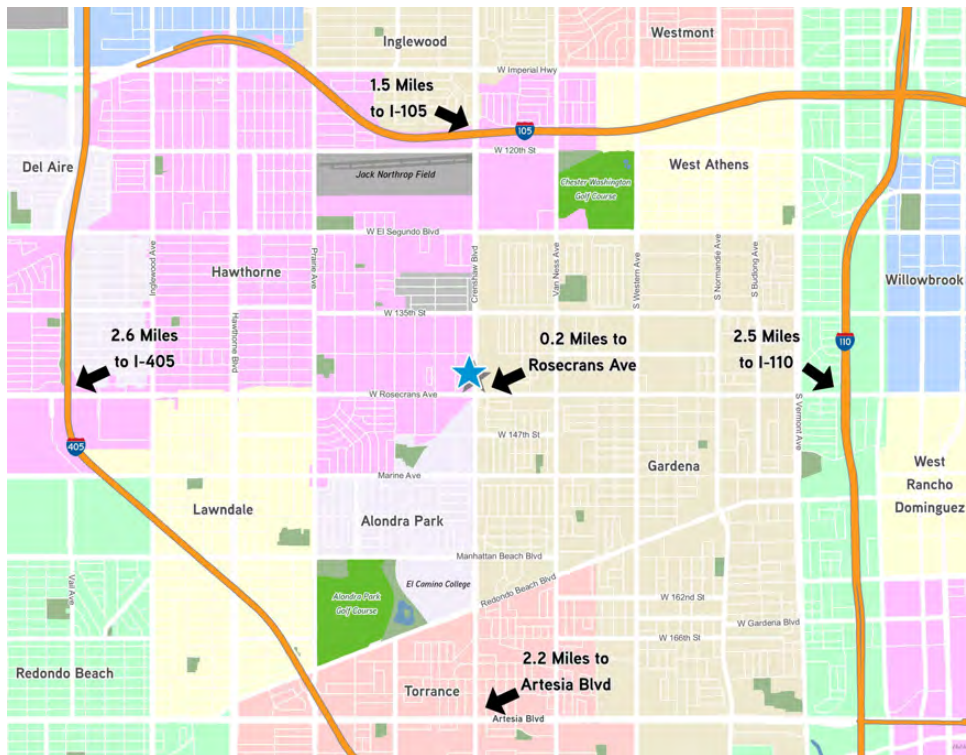 Inglewood
Westmont
W Imperial Hwy
1.5 Miles
to I-105
105
W 120th St
Del Aire
Jack Northrop Field
Chester Washington
Golf Course
West Athens
W El Segundo Blvd
Inglewood Ave
Hawthorne
Prairie Ave
Crenshaw Blvd
Van Ness Ave
S Western Ave
S Normandie Ave
S Budlong Ave
Willowbrook
W 135th St
Hawthorne Blvd
2.6 Miles
to I-405
0.2 Miles to
Rosecrans Ave
2.5 Miles
to I-110
110
W Rosecrans Ave
S Vermont Ave
405
W 147th St
Marine Ave
Gardena
West
Rancho
Dominguez
Lawndale
Alondra Park
Manhattan Beach Blvd
Vail Ave
El Camino College
Redondo Beach Blvd
Alondra Park
Golf Course
W 162nd St
W Gardena Blvd
W 166th St
Redondo Beach
2.2 Miles to
Artesia Blvd
Torrance
Artesia Blvd